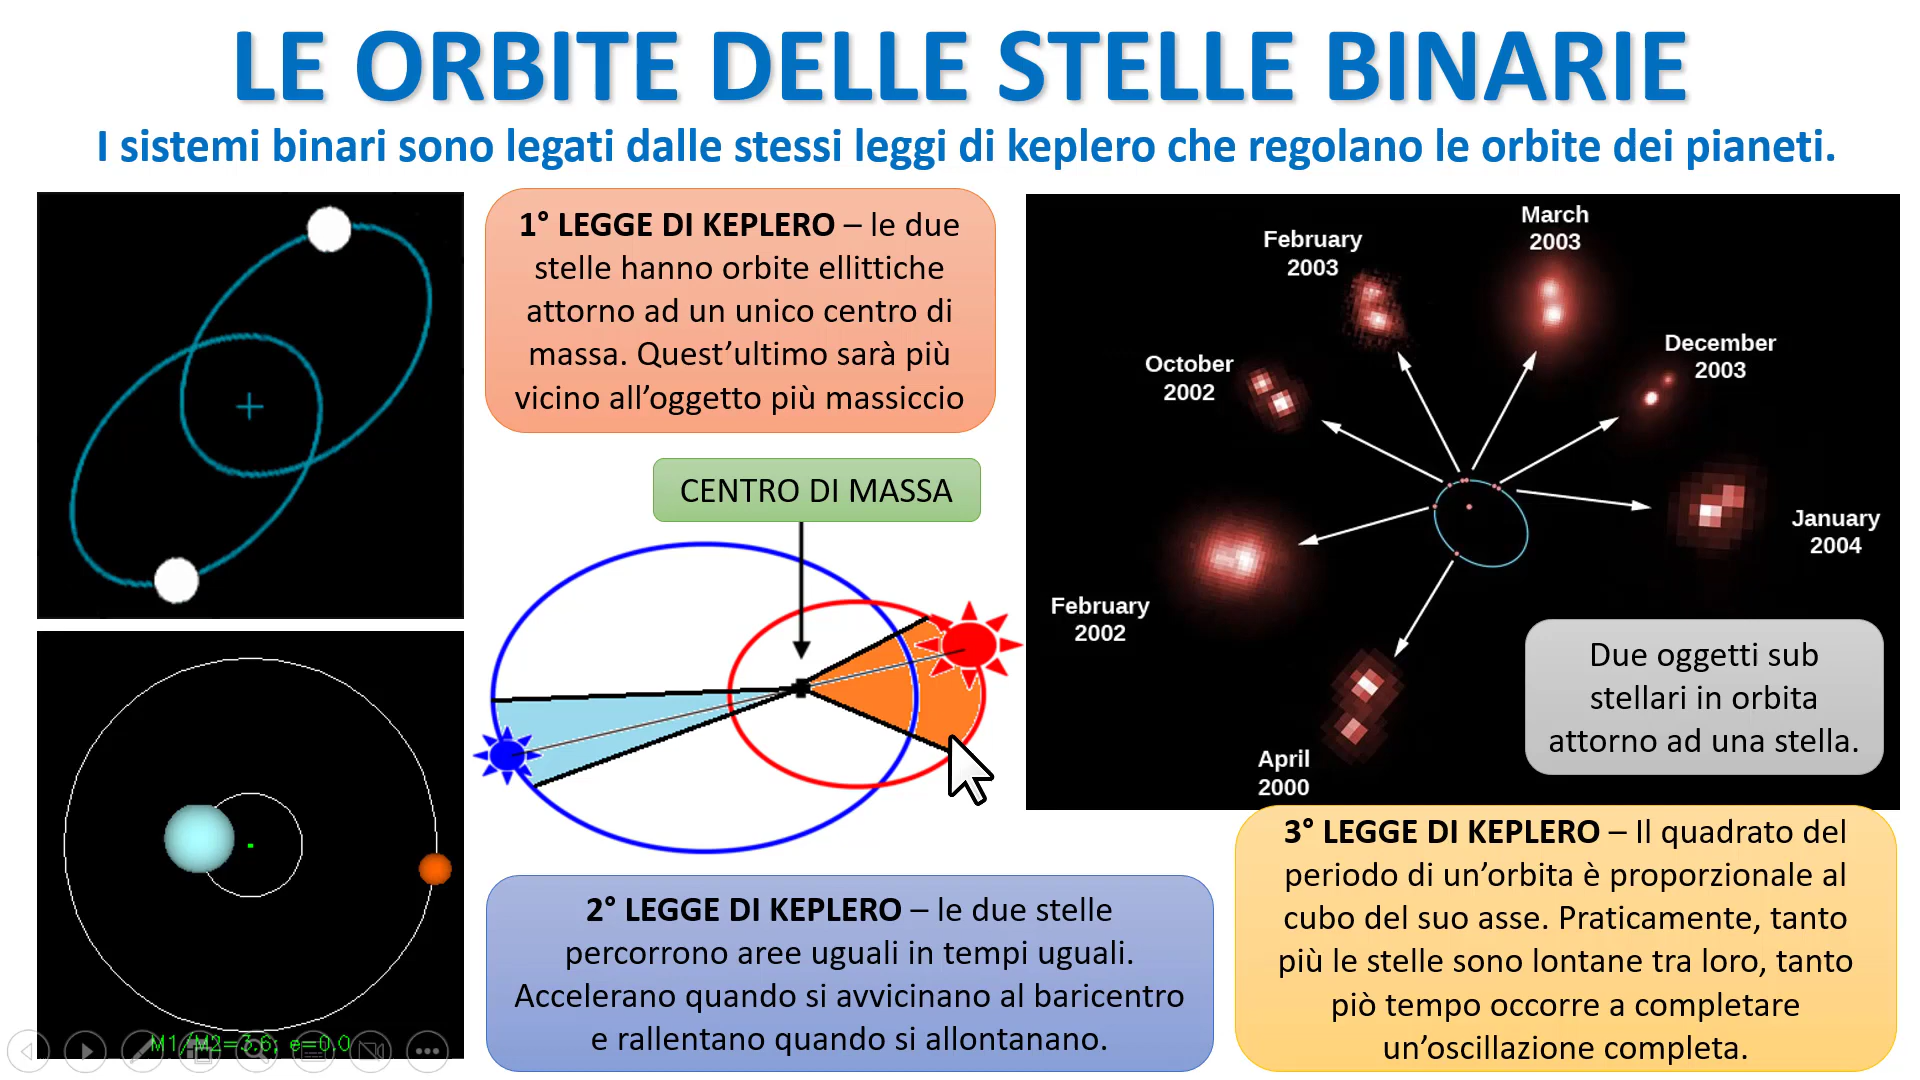 LE ORBITE DELLE STELLE BINARIE
I sistemi binari sono legati dalle stessi leggi di keplero che regolano le orbite dei pianeti.
1° LEGGE DI KEPLERO – le due
stelle hanno orbite ellittiche
attorno ad un unico centro di
massa. Quest’ultimo sarà più
vicino all’oggetto più massiccio
CENTRO DI MASSA
2° LEGGE DI KEPLERO – le due stelle
percorrono aree uguali in tempi uguali.
Accelerano quando si avvicinano al baricentro
e rallentano quando si allontanano.
M1/M2=3.6; e=0.0
February
2003
March
2003
October
2002
December
2003
January
2004
February
2002
April
2000
Due oggetti sub
stellari in orbita
attorno ad una stella.
3° LEGGE DI KEPLERO – Il quadrato del
periodo di un’orbita è proporzionale al
cubo del suo asse. Praticamente, tanto
più le stelle sono lontane tra loro, tanto
piò tempo occorre a completare
un’oscillazione completa.